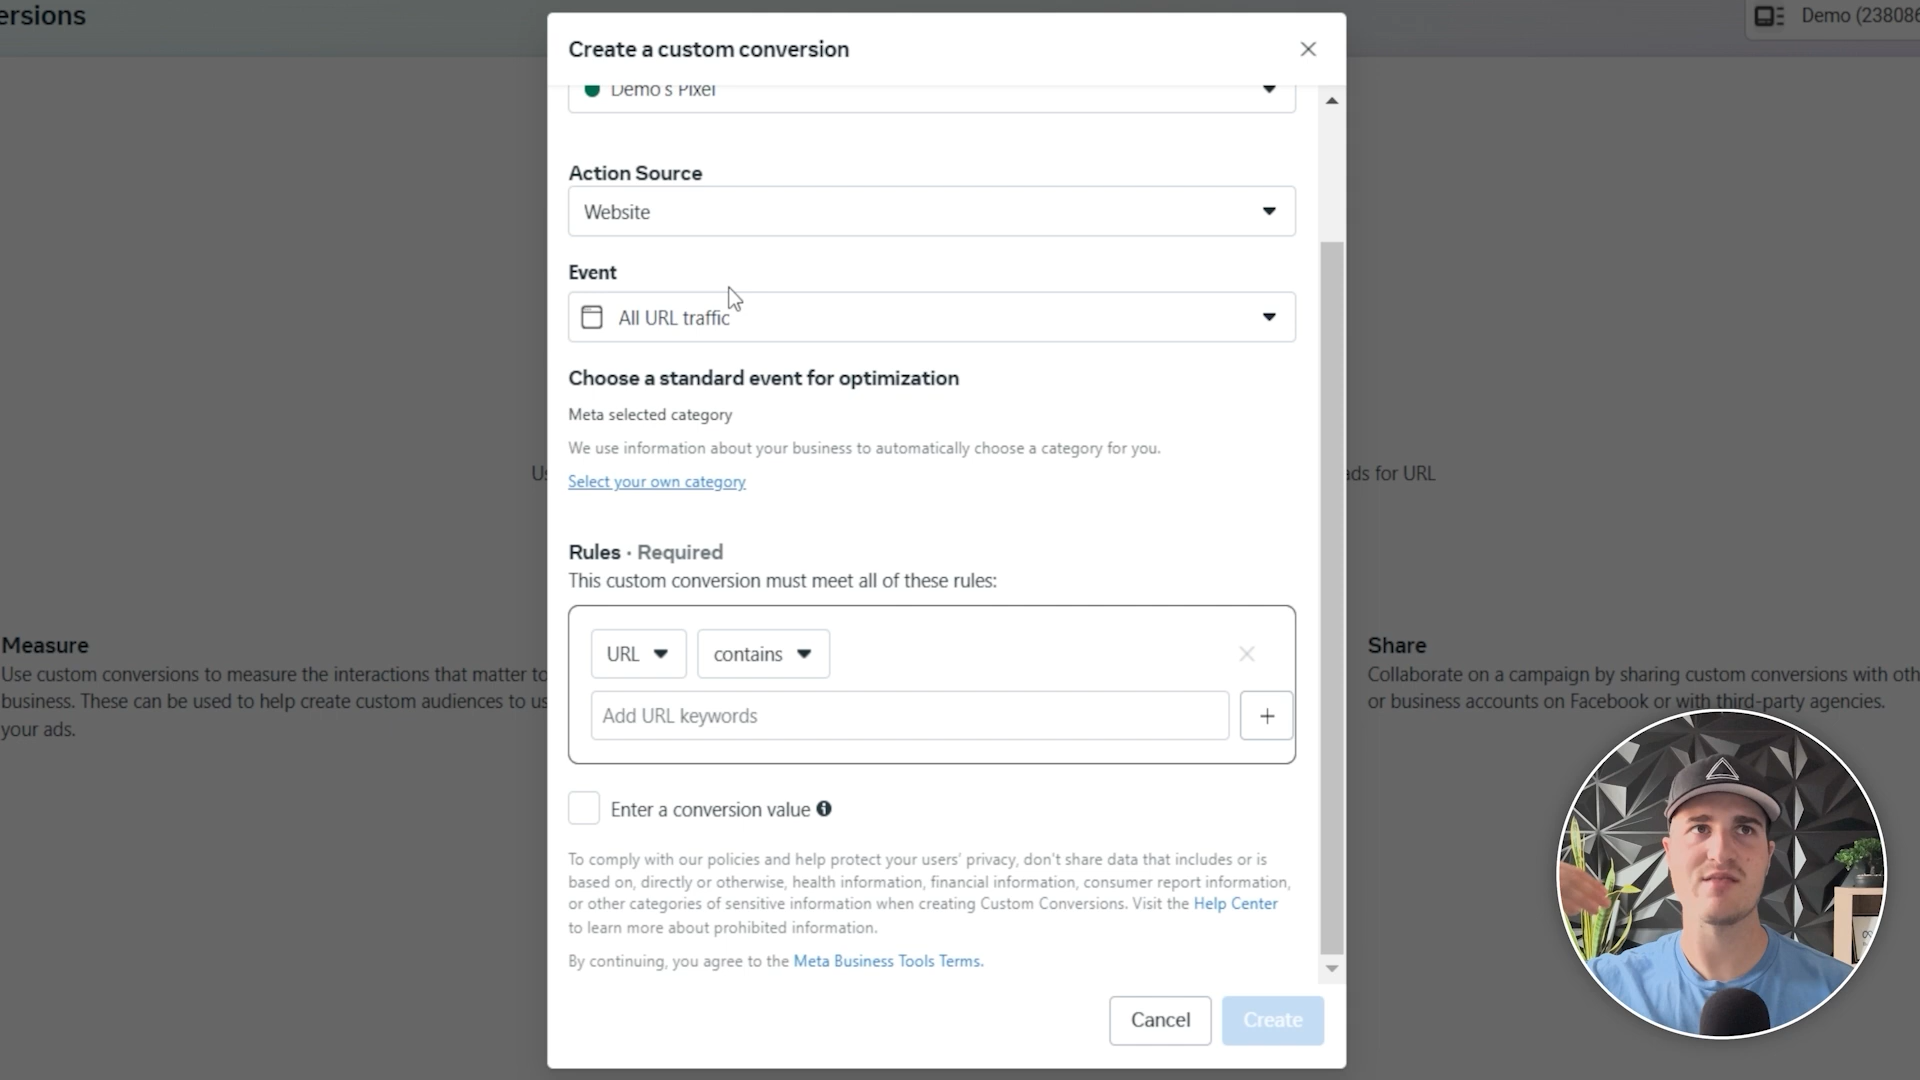 ersions
Demo (238086
Create a custom conversion
Demo's Pixel
Action Source
Website
Event
All URL traffic
Choose a standard event for optimization
Meta selected category
We use information about your business to automatically choose a category for you.
Select your own category
Us
ads for URL
Rules · Required
This custom conversion must meet all of these rules:
URL
contains
Add URL keywords
+
Measure
Use custom conversions to measure the interactions that matter to
business. These can be used to help create custom audiences to us
your ads.
Share
Collaborate on a campaign by sharing custom conversions with oth
or business accounts on Facebook or with third-party agencies.
Enter a conversion value
To comply with our policies and help protect your users' privacy, don't share data that includes or is
based on, directly or otherwise, health information, financial information, consumer report information,
or other categories of sensitive information when creating Custom Conversions. Visit the Help Center
to learn more about prohibited information.
By continuing, you agree to the Meta Business Tools Terms.
Cancel
Create